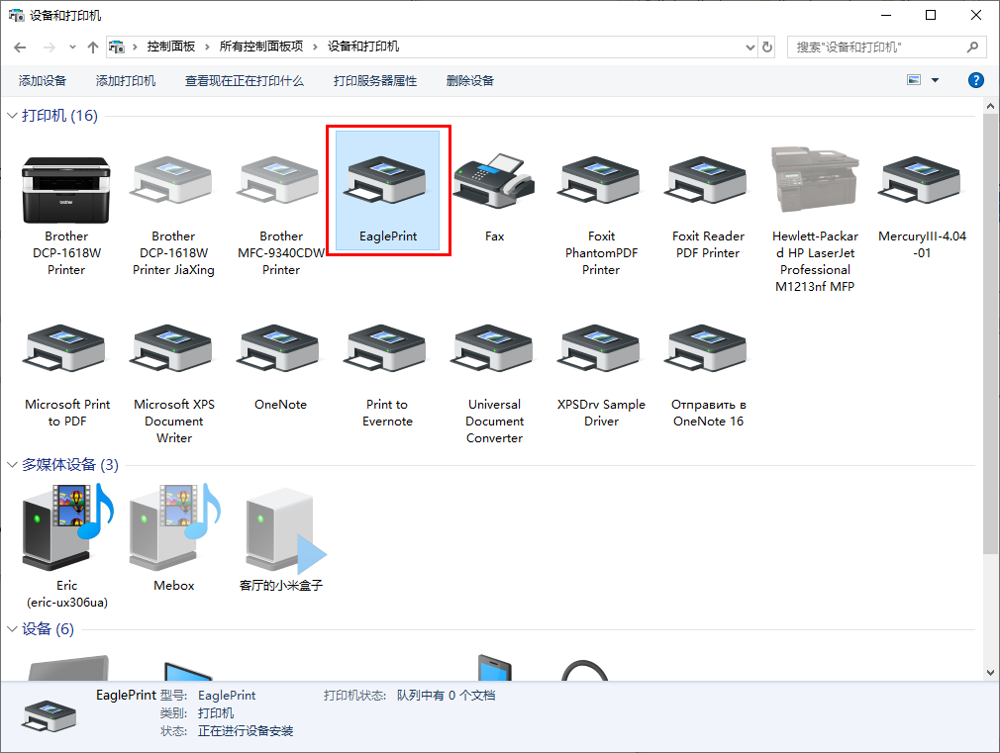 设备和打印机
控制面板 所有控制面板项 设备和打印机
搜索"设备和打印机"
添加设备 添加打印机 查看现在正在打印什么 打印服务器属性 删除设备
?
打印机 (16)
brother
Brother DCP-1618W Printer
Brother DCP-1618W Printer JiaXing
Brother MFC-9340CDW Printer
EaglePrint
Fax
Foxit PhantomPDF Printer
Foxit Reader PDF Printer
Hewlett-Packard HP LaserJet Professional M1213nf MFP
MercuryIII-4.04-01
Microsoft Print to PDF
Microsoft XPS Document Writer
OneNote
Print to Evernote
Universal Document Converter
XPSDrv Sample Driver
Отправить в OneNote 16
多媒体设备 (3)
Eric (eric-ux306ua)
Mebox
客厅的小米盒子
设备 (6)
EaglePrint 型号: EaglePrint 打印机状态: 队列中有 0 个文档
类别: 打印机
状态: 正在进行设备安装